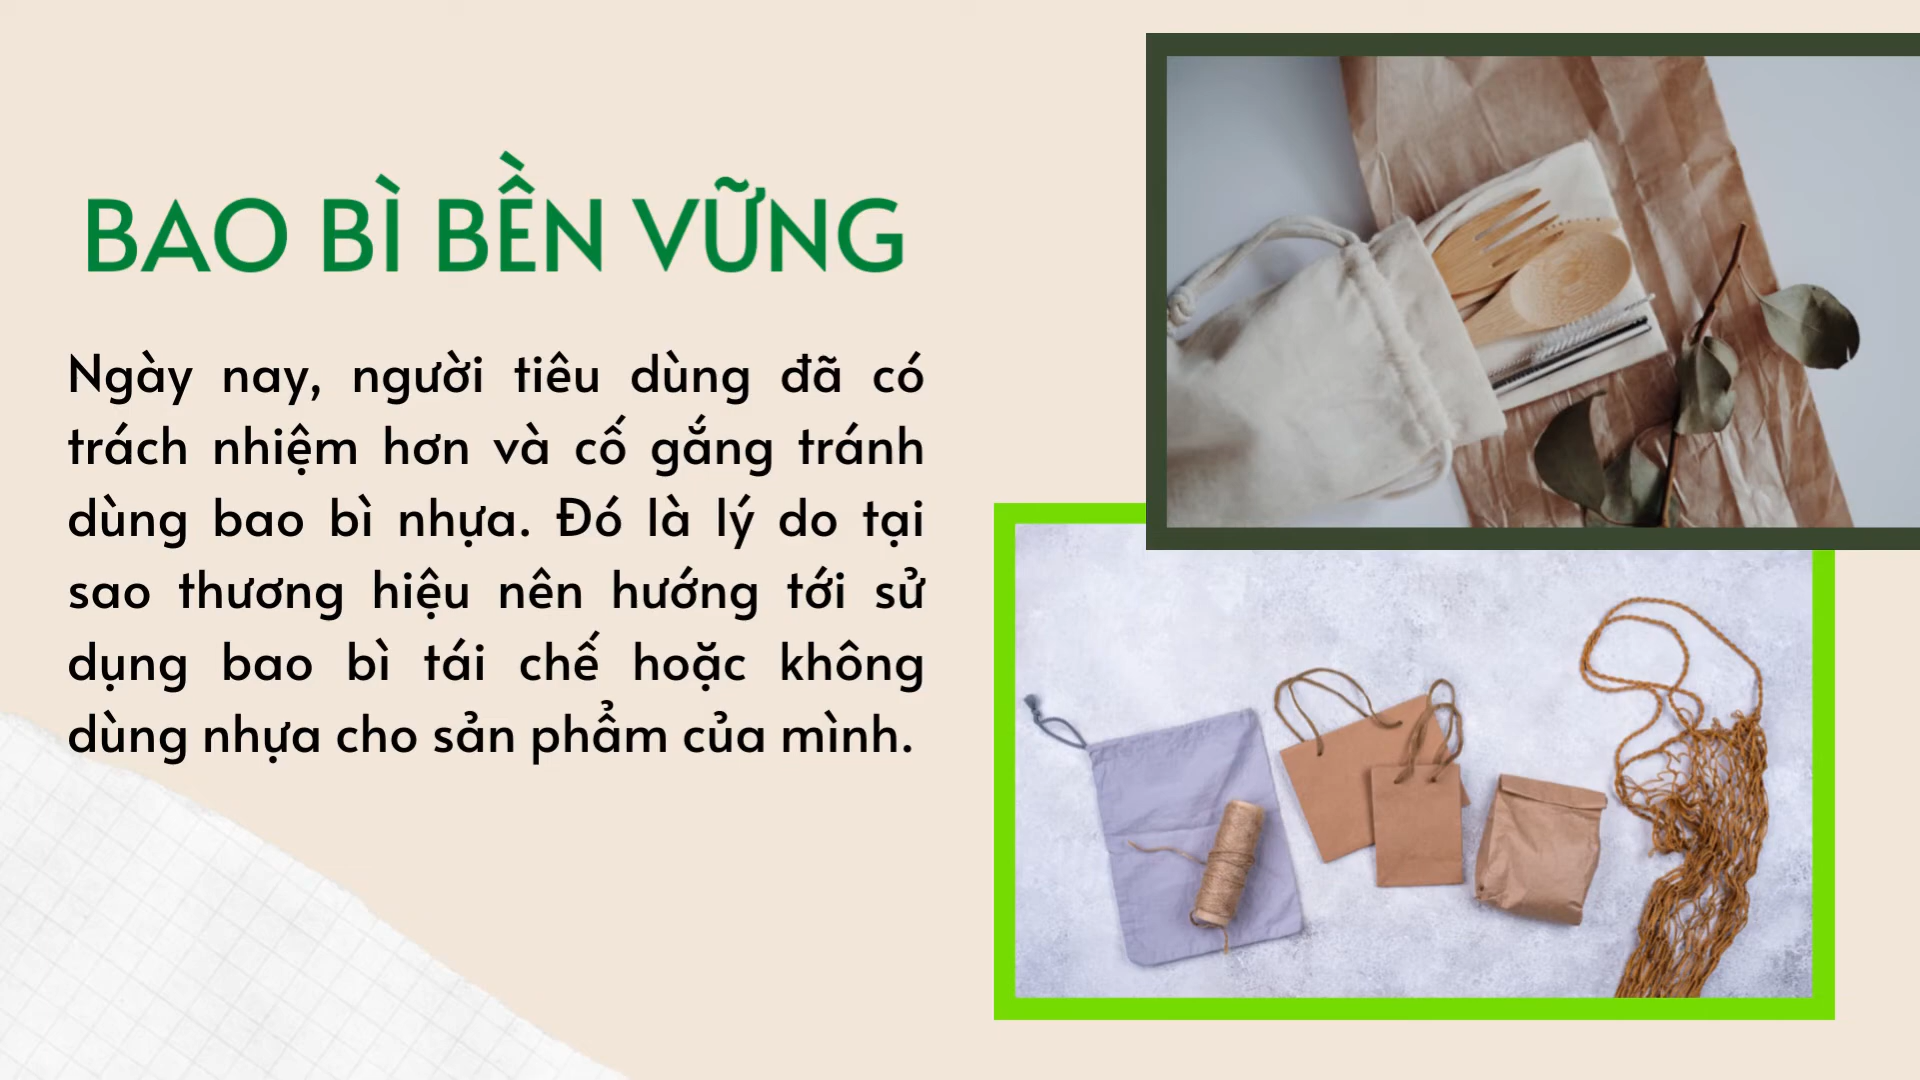 BAO BÌ BỀN VỮNG
Ngày nay, người tiêu dùng đã có
trách nhiệm hơn và cố gắng tránh
dùng bao bì nhựa. Đó là lý do tại
sao thương hiệu nên hướng tới sử
dụng bao bì tái chế hoặc không
dùng nhựa cho sản phẩm của mình.